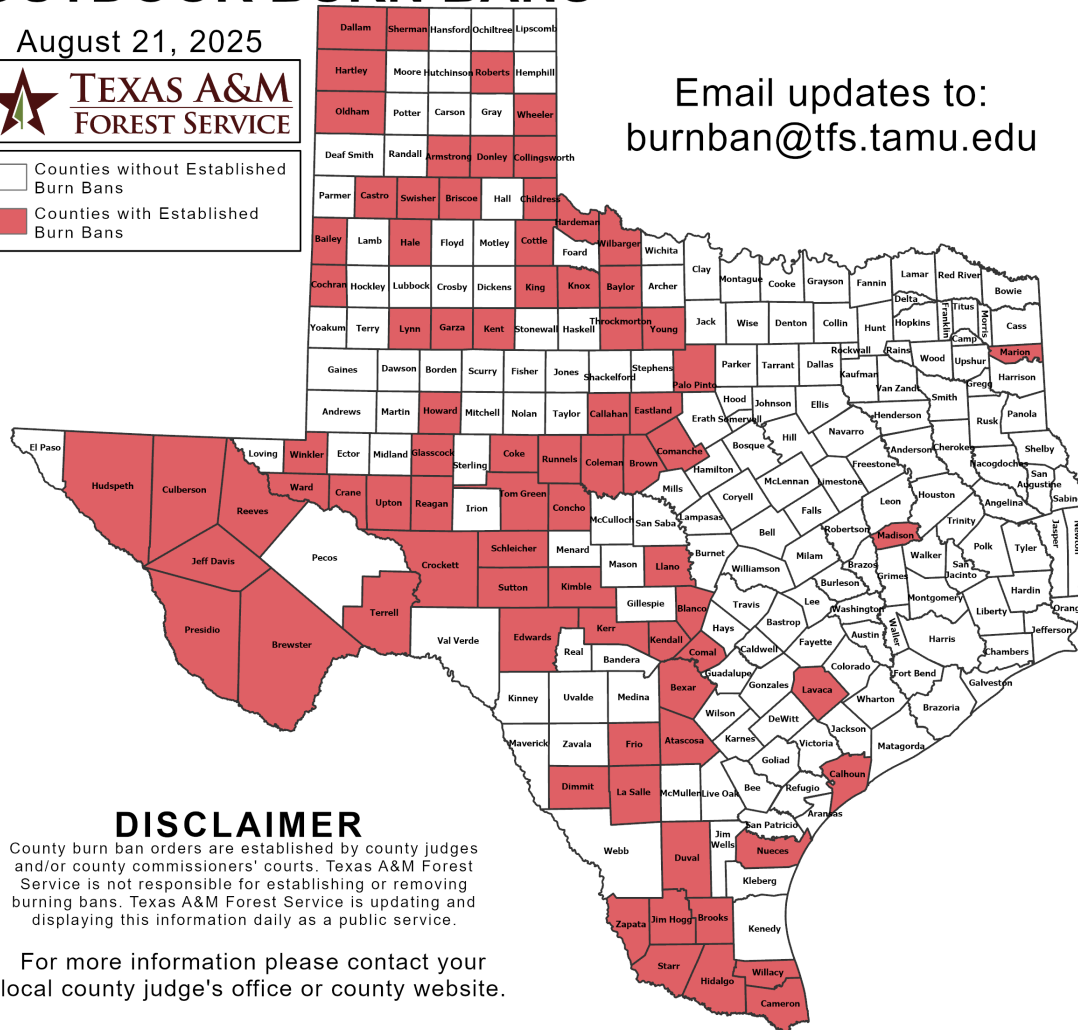 OUTDOOR BURN BANS
August 21, 2025
TEXAS A&M
FOREST SERVICE
Counties without Established
Burn Bans
Counties with Established
Burn Bans
Email updates to:
burnban@tfs.tamu.edu
Dallam Sherman Hansford Ochiltree Lipscomb
Hartley Moore Hutchinson Roberts Hemphill
Oldham Potter Carson Gray Wheeler
Deaf Smith Randall Armstrong Donley Collingsworth
Parmer Castro Swisher Briscoe Hall Childress
Hardeman
Bailey Lamb Hale Floyd Motley Cottle Foard Wilbarger Wichita
Clay Montague Cooke Grayson Fannin Lamar Red River Bowie
Cochran Hockley Lubbock Crosby Dickens King Knox Baylor Archer
Delta Franklin Titus Morris
Yoakum Terry Lynn Garza Kent Stonewall Haskell Throckmorton Young Jack Wise Denton Collin Hunt Hopkins Camp Cass
Gaines Dawson Borden Scurry Fisher Jones Shackelford Stephens Palo Pinto Parker Tarrant Dallas Rockwall Kaufman Rains Wood Upshur Marion
Van Zandt Smith Gregg Harrison
Andrews Martin Howard Mitchell Nolan Taylor Callahan Eastland Erath Hood Somervell Johnson Ellis Henderson Rusk Panola
El Paso Hudspeth Culberson Reeves Loving Winkler Ector Midland Glasscock Sterling Coke Runnels Coleman Brown Comanche Hamilton Bosque Hill Navarro Anderson Cherokee Nacogdoches Shelby
San
Augustine
Sabin
Ward Crane Upton Reagan Irion Tom Green Concho McCulloch San Saba Mills Lampasas Coryell McLennan Limestone Freestone Leon Houston Angelina
Jeff Davis Pecos Crockett Schleicher Menard Mason Llano Burnet Bell Falls Robertson Madison Trinity Polk Tyler Jasper Newton
Sutton Kimble Williamson Milam Brazos Grimes Walker
San
Jacinto
Presidio Brewster Terrell Val Verde Edwards Kerr Gillespie Blanco Travis Lee Burleson Washington Montgomery Liberty Hardin Orang
Real Bandera Kendall Comal Hays Bastrop Caldwell Fayette Austin Waller Harris Chambers Jefferson
Kinney Uvalde Medina Bexar Guadalupe Gonzales Lavaca Colorado Fort Bend Galveston
Wilson DeWitt Wharton Brazoria
Maverick Zavala Frio Atascosa Karnes Goliad Victoria Jackson Matagorda
Dimmit La Salle McMullen Live Oak Bee Refugio Calhoun
Aransas
Webb Duval
Jim
Wells
San Patricio
Nueces
Kleberg
Zapata Jim Hogg Brooks Kenedy
Starr Hidalgo Willacy
Cameron
DISCLAIMER
County burn ban orders are established by county judges
and/or county commissioners' courts. Texas A&M Forest
Service is not responsible for establishing or removing
burning bans. Texas A&M Forest Service is updating and
displaying this information daily as a public service.
For more information please contact your
local county judge's office or county website.